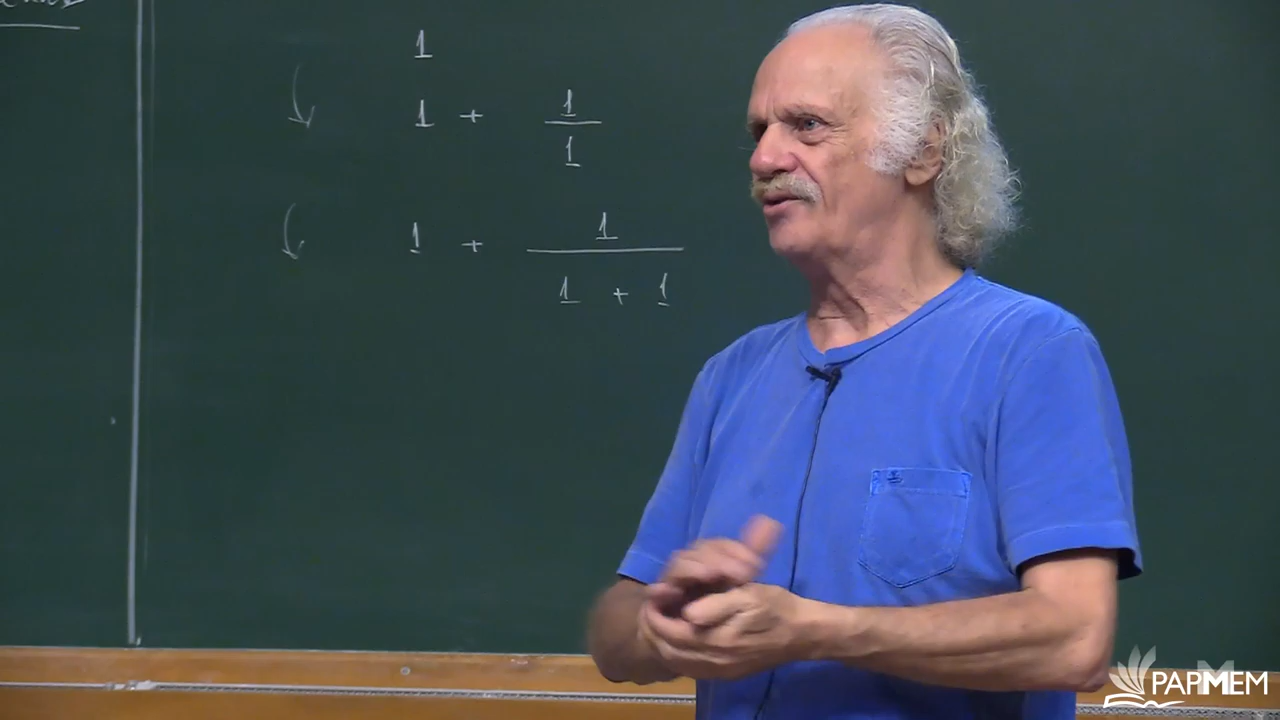 1
1 + 1/1
1 + 1/(1 + 1)
PAPMEM